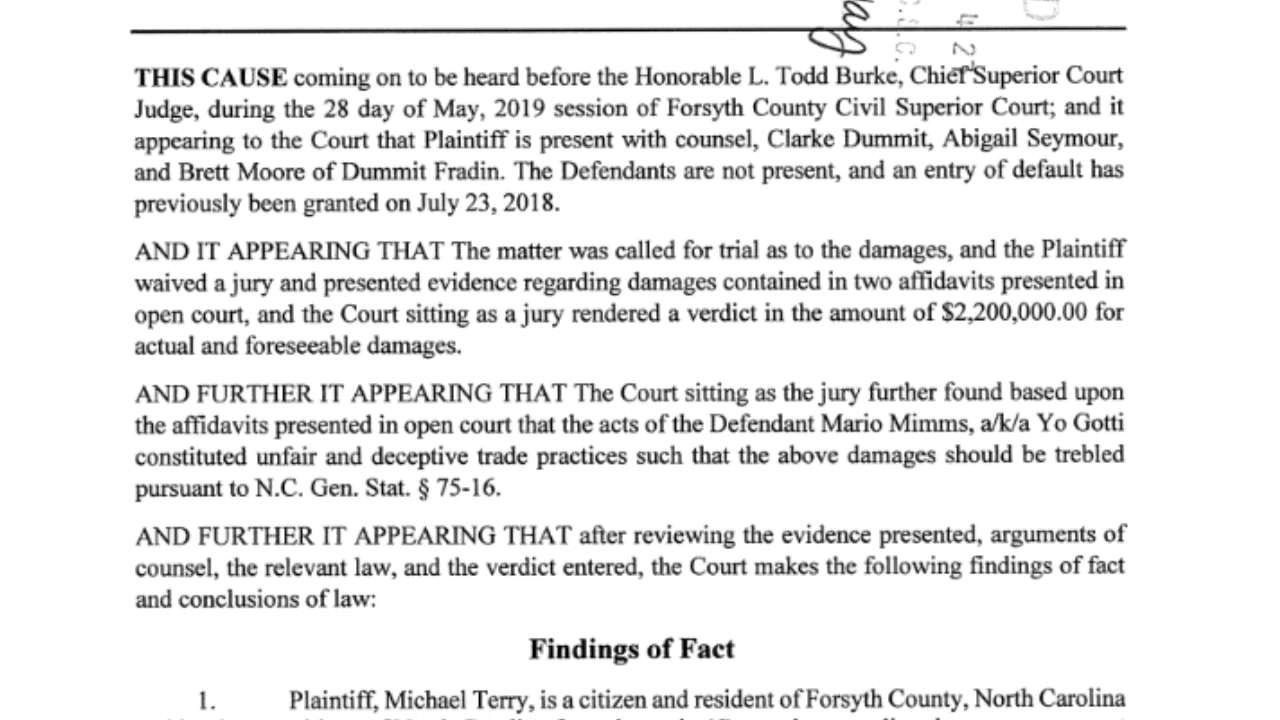 THIS CAUSE coming on to be heard before the Honorable L. Todd Burke, Chief Superior Court
Judge, during the 28 day of May, 2019 session of Forsyth County Civil Superior Court; and it
appearing to the Court that Plaintiff is present with counsel, Clarke Dummit, Abigail Seymour,
and Brett Moore of Dummit Fradin. The Defendants are not present, and an entry of default has
previously been granted on July 23, 2018.
AND IT APPEARING THAT The matter was called for trial as to the damages, and the Plaintiff
waived a jury and presented evidence regarding damages contained in two affidavits presented in
open court, and the Court sitting as a jury rendered a verdict in the amount of $2,200,000.00 for
actual and foreseeable damages.
AND FURTHER IT APPEARING THAT The Court sitting as the jury further found based upon
the affidavits presented in open court that the acts of the Defendant Mario Mimms, a/k/a Yo Gotti
constituted unfair and deceptive trade practices such that the above damages should be trebled
pursuant to N.C. Gen. Stat. § 75-16.
AND FURTHER IT APPEARING THAT after reviewing the evidence presented, arguments of
counsel, the relevant law, and the verdict entered, the Court makes the following findings of fact
and conclusions of law:
Findings of Fact
1. Plaintiff, Michael Terry, is a citizen and resident of Forsyth County, North Carolina